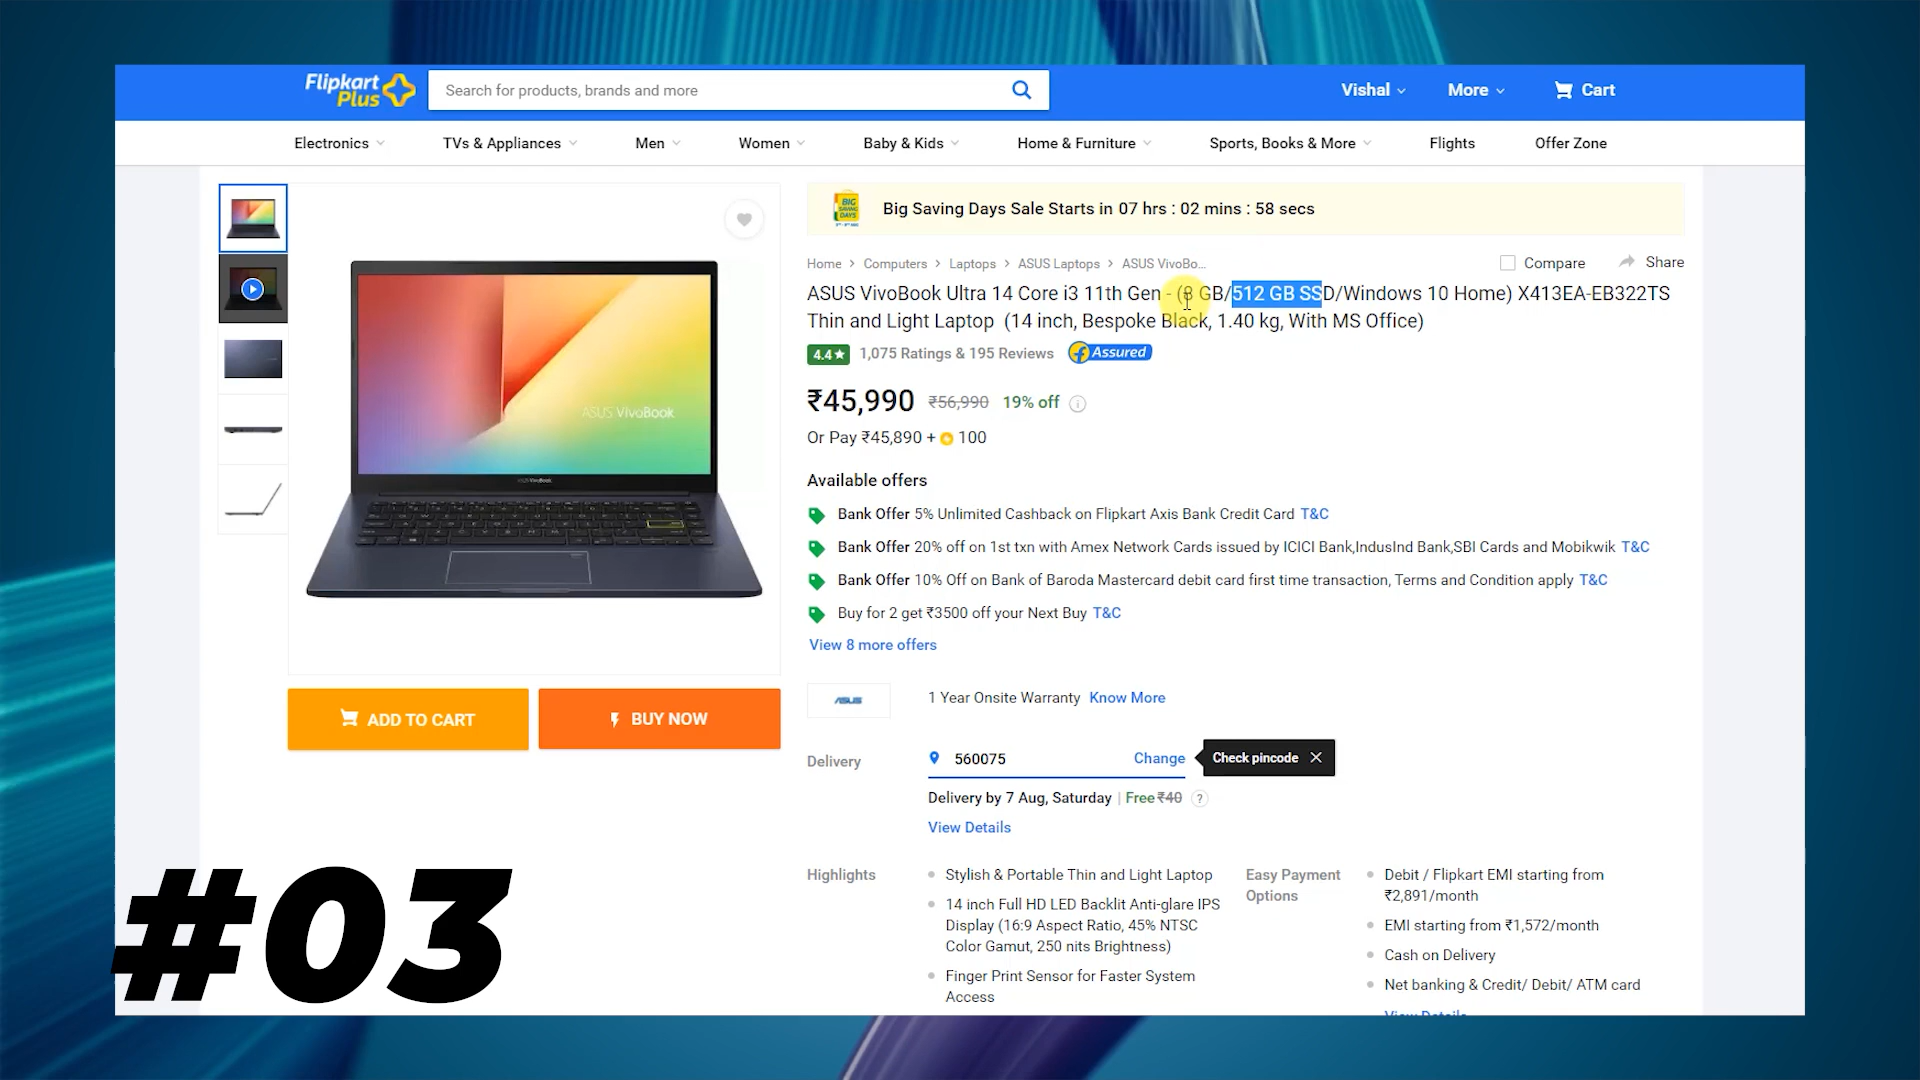 Flipkart
Plus
Search for products, brands and more
Vishal
More
Cart
Electronics
TVs & Appliances
Men
Women
Baby & Kids
Home & Furniture
Sports, Books & More
Flights
Offer Zone
BIG SAVING DAYS
Big Saving Days Sale Starts in 07 hrs : 02 mins : 58 secs
Home > Computers > Laptops > ASUS Laptops > ASUS VivoBo...
Compare
Share
ASUS VivoBook Ultra 14 Core i3 11th Gen - (8 GB/512 GB SSD/Windows 10 Home) X413EA-EB322TS
Thin and Light Laptop (14 inch, Bespoke Black, 1.40 kg, With MS Office)
4.4★ 1,075 Ratings & 195 Reviews Assured
₹45,990 ₹56,990 19% off
Or Pay ₹45,890 + 100
Available offers
Bank Offer 5% Unlimited Cashback on Flipkart Axis Bank Credit Card T&C
Bank Offer 20% off on 1st txn with Amex Network Cards issued by ICICI Bank,IndusInd Bank,SBI Cards and Mobikwik T&C
Bank Offer 10% Off on Bank of Baroda Mastercard debit card first time transaction, Terms and Condition apply T&C
Buy for 2 get ₹3500 off your Next Buy T&C
View 8 more offers
ASUS VivoBook
ASUS VivoBook
ADD TO CART
BUY NOW
ASUS
1 Year Onsite Warranty Know More
Delivery
560075
Change
Check pincode
Delivery by 7 Aug, Saturday | Free ₹40 ?
View Details
Highlights
Stylish & Portable Thin and Light Laptop
14 inch Full HD LED Backlit Anti-glare IPS
Display (16:9 Aspect Ratio, 45% NTSC
Color Gamut, 250 nits Brightness)
Finger Print Sensor for Faster System
Access
Easy Payment
Options
Debit / Flipkart EMI starting from
₹2,891/month
EMI starting from ₹1,572/month
Cash on Delivery
Net banking & Credit/ Debit/ ATM card
View Details
#03